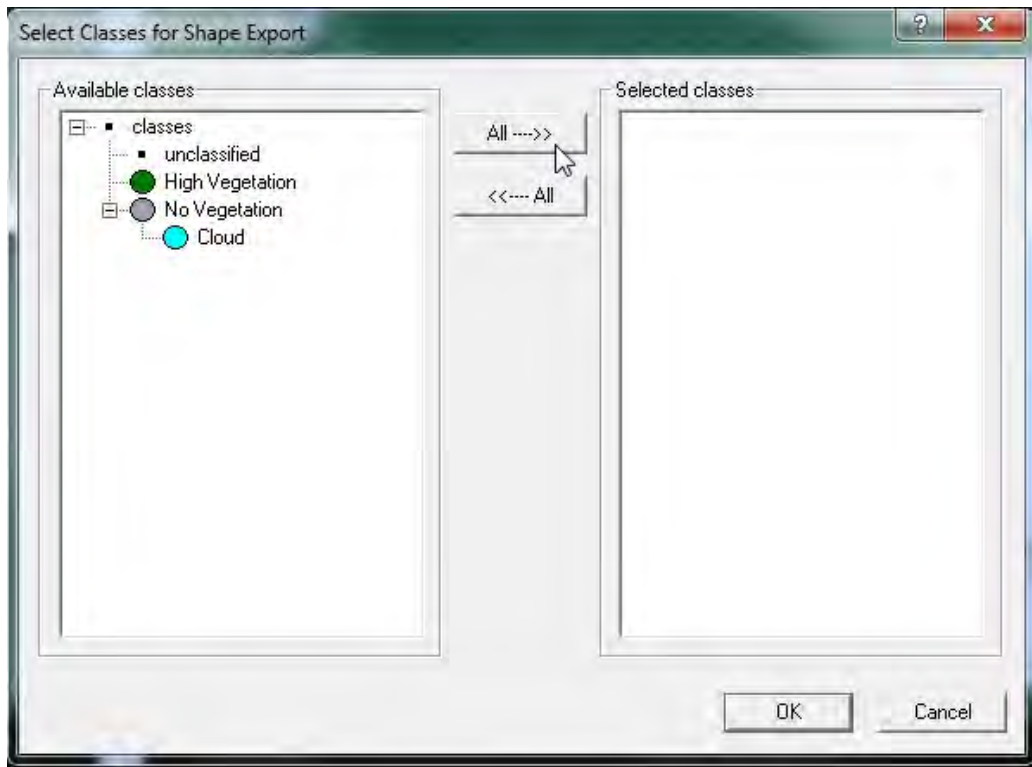 Select Classes for Shape Export
?
X
Available classes
classes
unclassified
High Vegetation
No Vegetation
Cloud
All ---->>
<<---- All
Selected classes
OK
Cancel